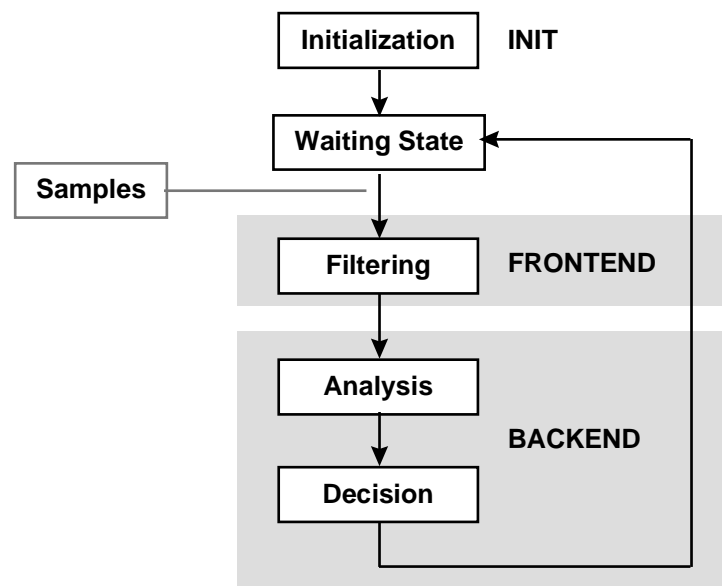 Initialization
INIT
Waiting State
Samples
Filtering
FRONTEND
Analysis
BACKEND
Decision